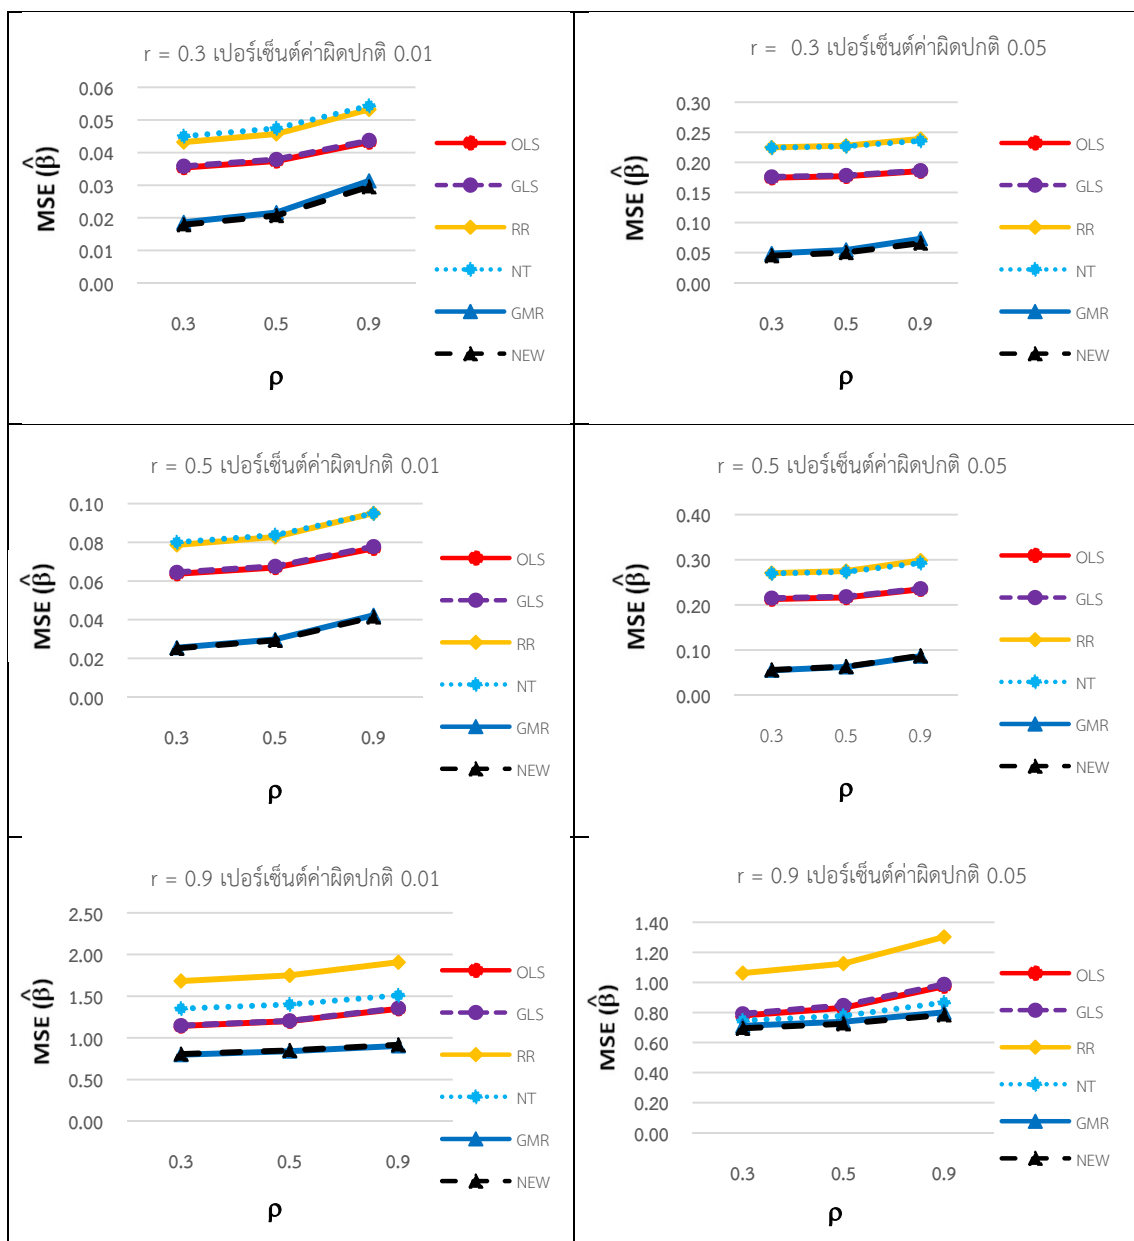 r = 0.3 เปอร์เซ็นต์ค่าผิดปกติ 0.01
MSE (β̂)
0.06
0.05
0.04
0.03
0.02
0.01
0.00
0.3 0.5 0.9
ρ
OLS
GLS
RR
NT
GMR
NEW
r = 0.3 เปอร์เซ็นต์ค่าผิดปกติ 0.05
MSE (β̂)
0.30
0.25
0.20
0.15
0.10
0.05
0.00
0.3 0.5 0.9
ρ
OLS
GLS
RR
NT
GMR
NEW
r = 0.5 เปอร์เซ็นต์ค่าผิดปกติ 0.01
MSE (β̂)
0.10
0.08
0.06
0.04
0.02
0.00
0.3 0.5 0.9
ρ
OLS
GLS
RR
NT
GMR
NEW
r = 0.5 เปอร์เซ็นต์ค่าผิดปกติ 0.05
MSE (β̂)
0.40
0.30
0.20
0.10
0.00
0.3 0.5 0.9
ρ
OLS
GLS
RR
NT
GMR
NEW
r = 0.9 เปอร์เซ็นต์ค่าผิดปกติ 0.01
MSE (β̂)
2.50
2.00
1.50
1.00
0.50
0.00
0.3 0.5 0.9
ρ
OLS
GLS
RR
NT
GMR
NEW
r = 0.9 เปอร์เซ็นต์ค่าผิดปกติ 0.05
MSE (β̂)
1.40
1.20
1.00
0.80
0.60
0.40
0.20
0.00
0.3 0.5 0.9
ρ
OLS
GLS
RR
NT
GMR
NEW